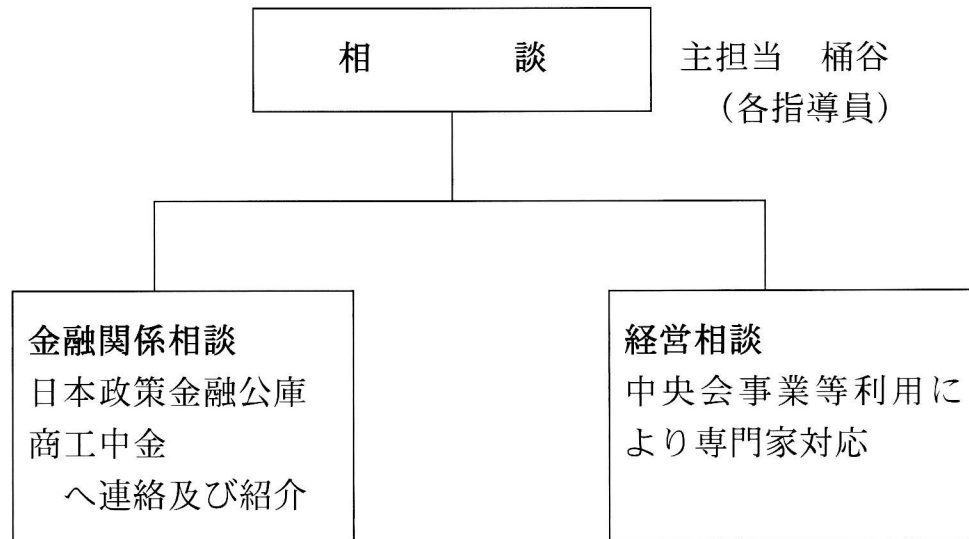 相　　　　談
主担当　桶谷
（各指導員）
金融関係相談
日本政策金融公庫
商工中金
　へ連絡及び紹介
経営相談
中央会事業等利用に
より専門家対応